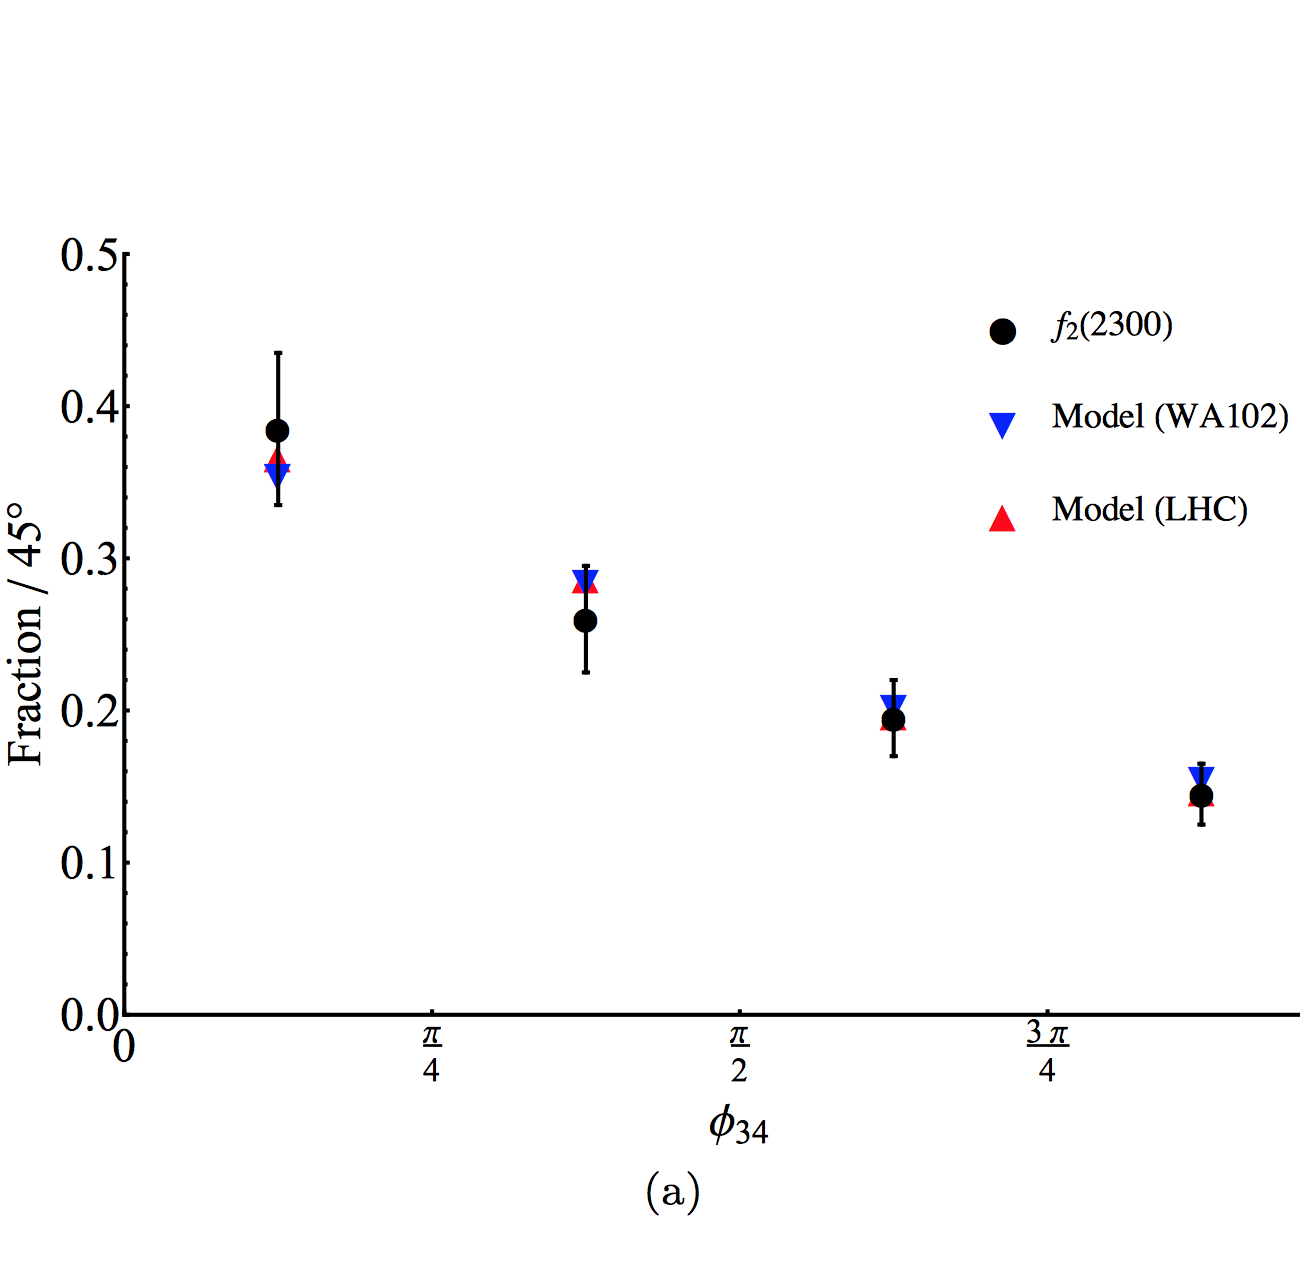 0.5
0.4
0.3
0.2
0.1
0.0
Fraction / 45°
f₂(2300)
Model (WA102)
Model (LHC)
0
π/4
π/2
3π/4
ϕ₃₄
(a)